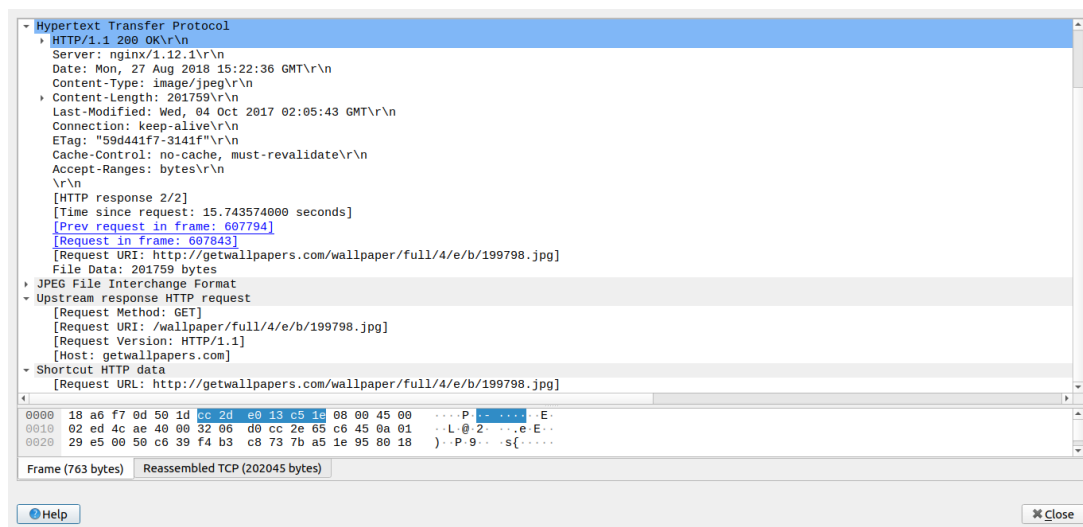 Hypertext Transfer Protocol
HTTP/1.1 200 OK\r\n
Server: nginx/1.12.1\r\n
Date: Mon, 27 Aug 2018 15:22:36 GMT\r\n
Content-Type: image/jpeg\r\n
Content-Length: 201759\r\n
Last-Modified: Wed, 04 Oct 2017 02:05:43 GMT\r\n
Connection: keep-alive\r\n
ETag: "59d441f7-3141f"\r\n
Cache-Control: no-cache, must-revalidate\r\n
Accept-Ranges: bytes\r\n
\r\n
[HTTP response 2/2]
[Time since request: 15.743574000 seconds]
[Prev request in frame: 607794]
[Request in frame: 607843]
[Request URI: http://getwallpapers.com/wallpaper/full/4/e/b/199798.jpg]
File Data: 201759 bytes
JPEG File Interchange Format
Upstream response HTTP request
[Request Method: GET]
[Request URI: /wallpaper/full/4/e/b/199798.jpg]
[Request Version: HTTP/1.1]
[Host: getwallpapers.com]
Shortcut HTTP data
[Request URL: http://getwallpapers.com/wallpaper/full/4/e/b/199798.jpg]
0000 18 a6 f7 0d 50 1d cc 2d e0 13 c5 1e 08 00 45 00 ····P··- ······E·
0010 02 ed 4c ae 40 00 32 06 d0 cc 2e 65 c6 45 0a 01 ··L·@·2· ··.e·E··
0020 29 e5 00 50 c6 39 f4 b3 c8 73 7b a5 1e 95 80 18 )··P·9·· ·s{·····
Frame (763 bytes) Reassembled TCP (202045 bytes)
Help Close